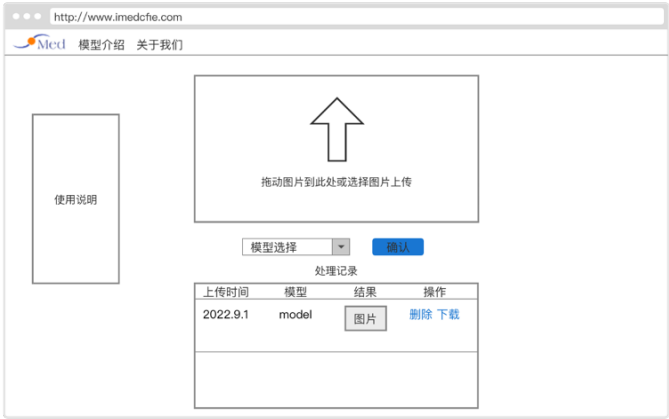 http://www.imedcfie.com
Med 模型介绍 关于我们
拖动图片到此处或选择图片上传
使用说明
模型选择 确认
处理记录
上传时间 模型 结果 操作
2022.9.1 model 图片 删除 下载